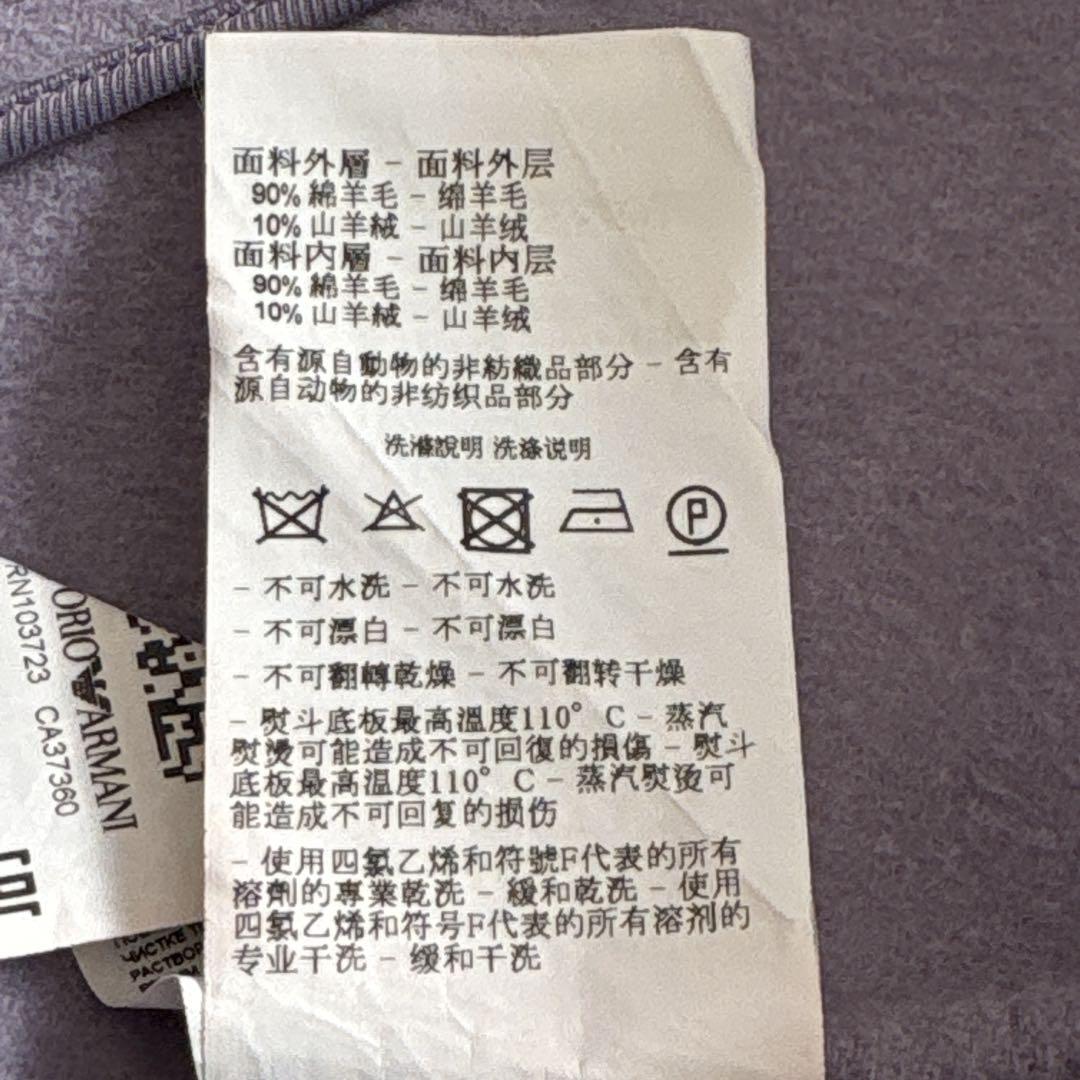 面料外層 - 面料外层
90% 綿羊毛 - 绵羊毛
10% 山羊絨 - 山羊绒
面料內層 - 面料内层
90% 綿羊毛 - 绵羊毛
10% 山羊絨 - 山羊绒
含有源自動物的非紡織品部分 - 含有
源自动物的非纺织品部分
洗滌說明 洗涤说明
P
- 不可水洗 - 不可水洗
- 不可漂白 - 不可漂白
- 不可翻轉乾燥 - 不可翻转干燥
- 熨斗底板最高溫度110° C - 蒸汽
熨燙可能造成不可回復的損傷 - 熨斗
底板最高温度110° C - 蒸汽熨烫可
能造成不可回复的损伤
- 使用四氯乙烯和符號F代表的所有
溶劑的專業乾洗 - 緩和乾洗 - 使用
四氯乙烯和符号F代表的所有溶剂的
专业干洗 - 缓和干洗
RN103723 CA37360
ORIO ARMANI
ЧИСТКЕ
РАСТВОР